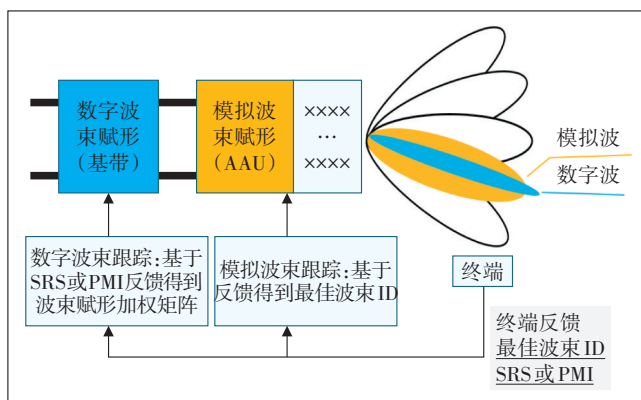 数字波
束赋形
(基带)
模拟波
束赋形
(AAU)
××××
…
××××
模拟波
数字波
数字波束跟踪:基于
SRS或PMI反馈得到
波束赋形加权矩阵
模拟波束跟踪:基于
反馈得到最佳波束ID
终端
终端反馈
最佳波束ID
SRS或PMI